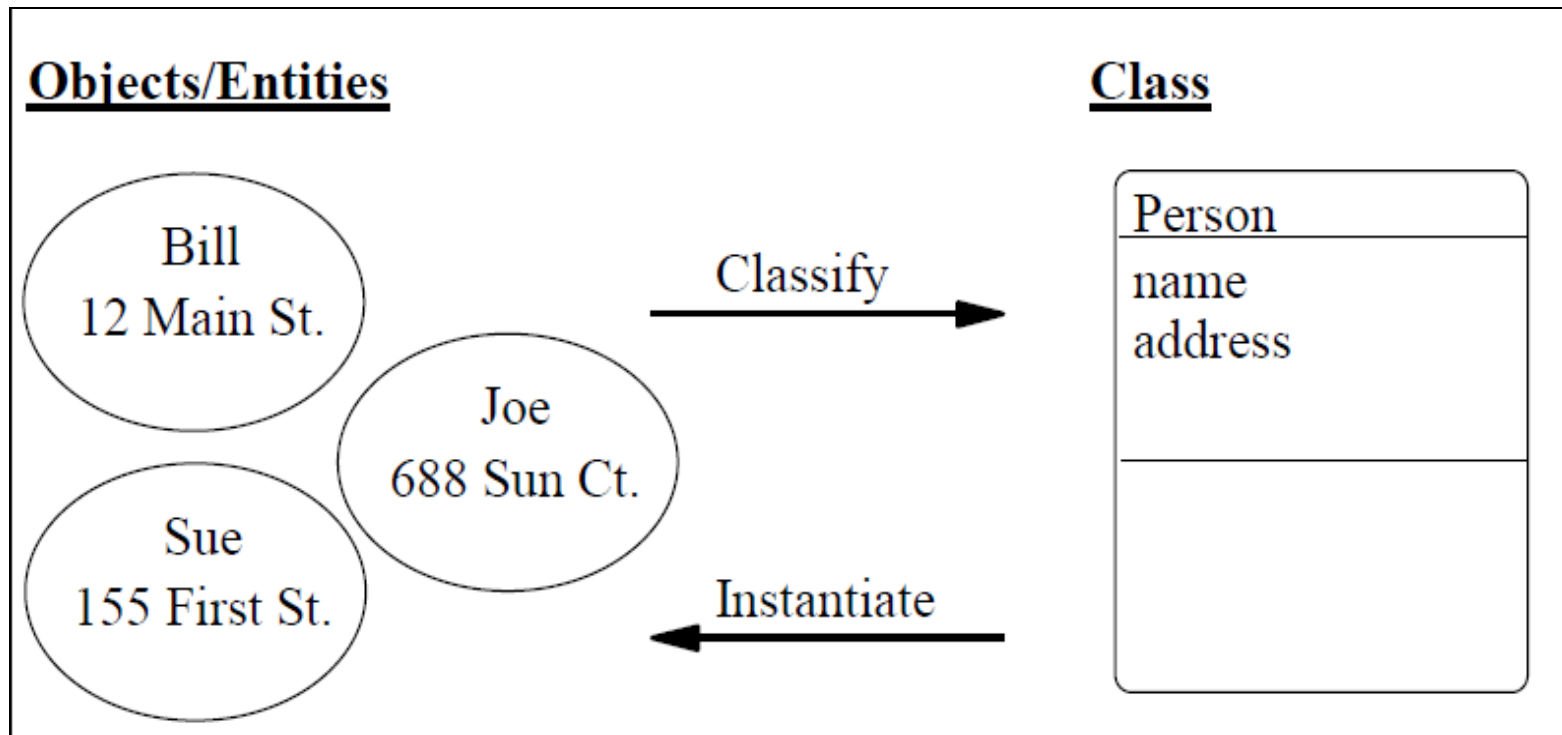 Objects/Entities
Class
Bill
12 Main St.
Joe
688 Sun Ct.
Sue
155 First St.
Classify
Instantiate
Person
name
address